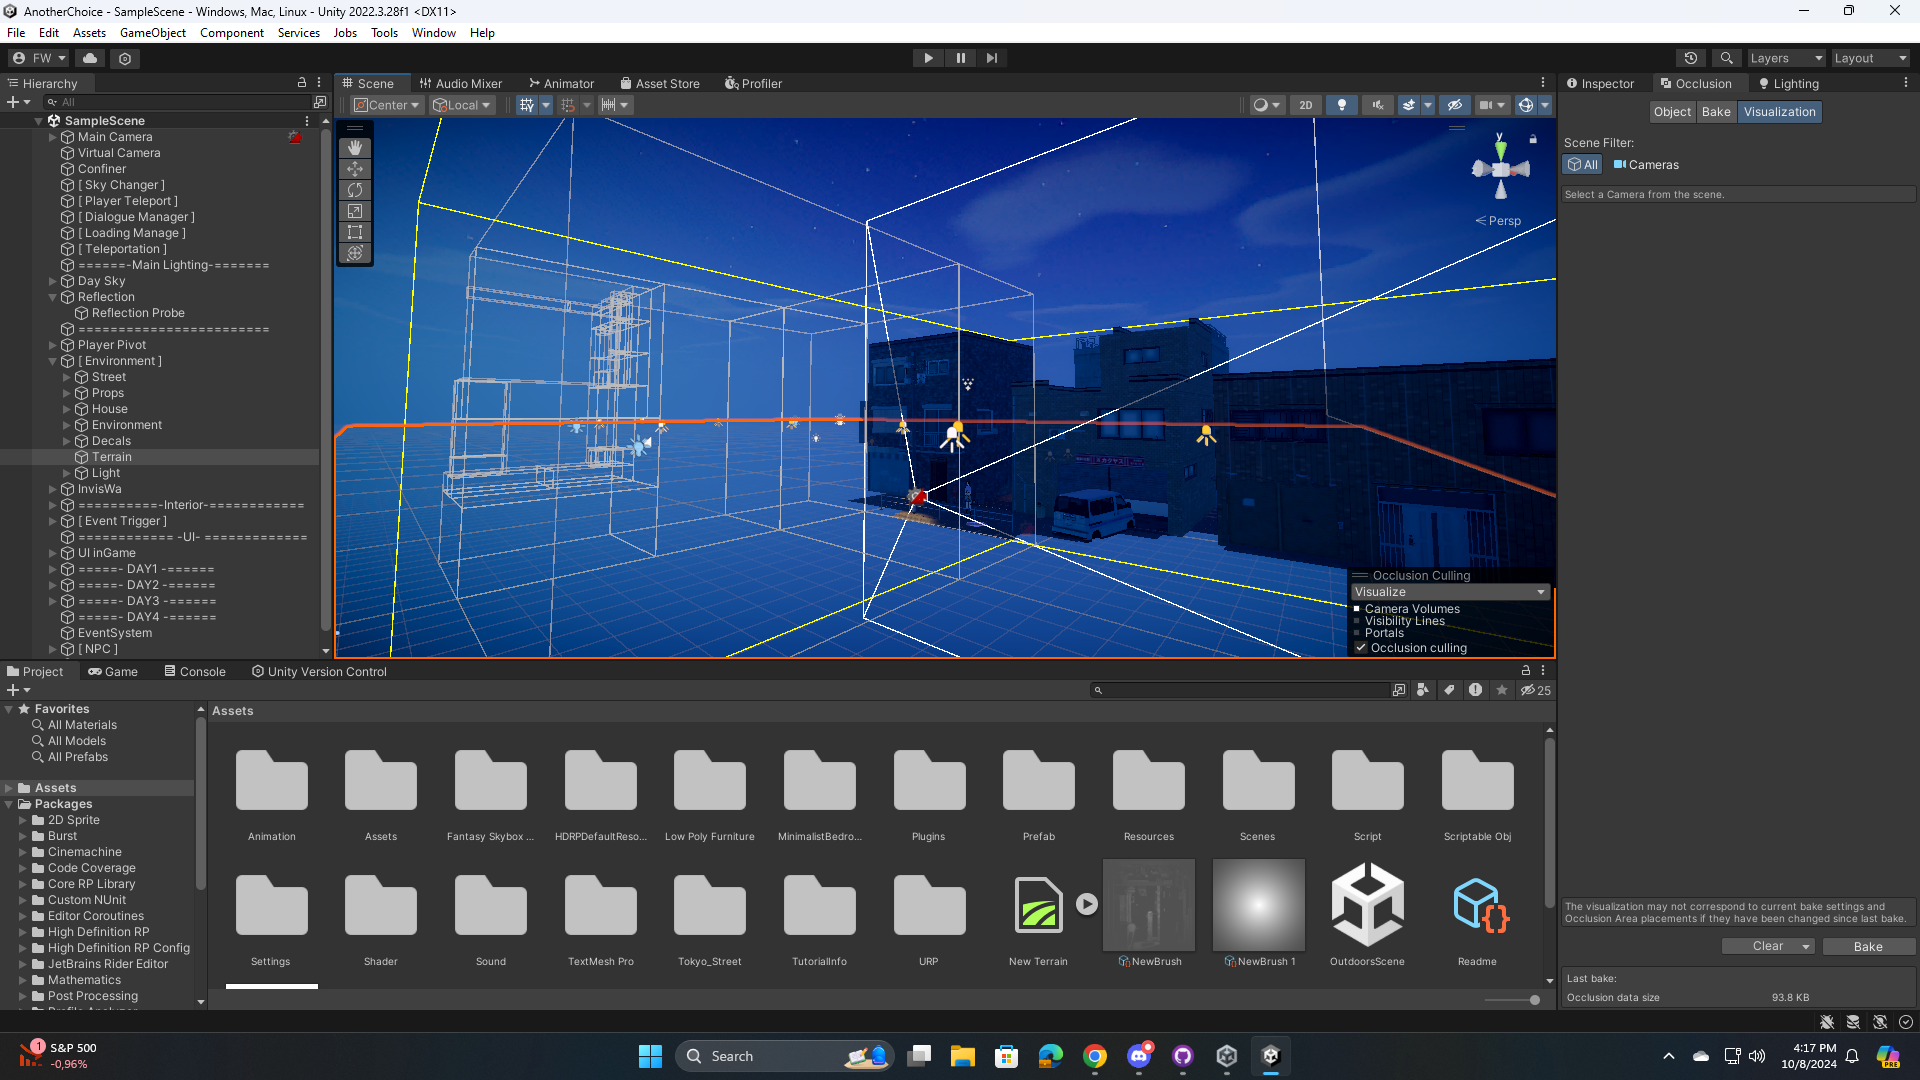 AnotherChoice - SampleScene - Windows, Mac, Linux - Unity 2022.3.28f1 <DX11>
File Edit Assets GameObject Component Services Jobs Tools Window Help
FW
Layers
Layout
Hierarchy
All
SampleScene
Main Camera
Virtual Camera
Confiner
[ Sky Changer ]
[ Player Teleport ]
[ Dialogue Manager ]
[ Loading Manage ]
[ Teleportation ]
======-Main Lighting-=======
Day Sky
Reflection
Reflection Probe
========================
Player Pivot
[ Environment ]
Street
Props
House
Environment
Decals
Terrain
Light
InvisWa
==========-Interior-============
[ Event Trigger ]
============ -UI- =============
UI inGame
=====- DAY1 -======
=====- DAY2 -======
=====- DAY3 -======
=====- DAY4 -======
EventSystem
[ NPC ]
Scene
Audio Mixer
Animator
Asset Store
Profiler
Center
Local
2D
y
Persp
Occlusion Culling
Visualize
Camera Volumes
Visibility Lines
Portals
Occlusion culling
Inspector
Occlusion
Lighting
Object
Bake
Visualization
Scene Filter:
All
Cameras
Select a Camera from the scene.
The visualization may not correspond to current bake settings and
Occlusion Area placements if they have been changed since last bake.
Clear
Bake
Last bake:
Occlusion data size 93.8 KB
Project
Game
Console
Unity Version Control
25
Favorites
All Materials
All Models
All Prefabs
Assets
Packages
2D Sprite
Burst
Cinemachine
Code Coverage
Core RP Library
Custom NUnit
Editor Coroutines
High Definition RP
High Definition RP Config
JetBrains Rider Editor
Mathematics
Post Processing
Assets
Animation
Assets
Fantasy Skybox ...
HDRPDefaultReso...
Low Poly Furniture
MinimalistBedro...
Plugins
Prefab
Resources
Scenes
Script
Scriptable Obj
Settings
Shader
Sound
TextMesh Pro
Tokyo_Street
TutorialInfo
URP
New Terrain
NewBrush
NewBrush 1
OutdoorsScene
Readme
1
S&P 500
-0,96%
Search
4:17 PM
10/8/2024
PRE